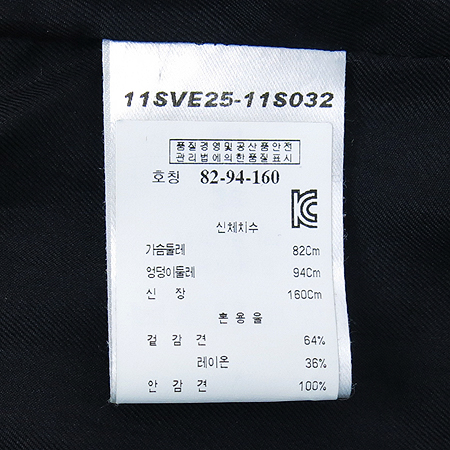 11SVE25-11S032
품질경영및공산품안전
관리법에의한품질표시
호칭 82-94-160
신체치수
가슴둘레 82Cm
엉덩이둘레 94Cm
신 장 160Cm
혼 용 율
겉 감 견 64%
레이온 36%
안 감 견 100%